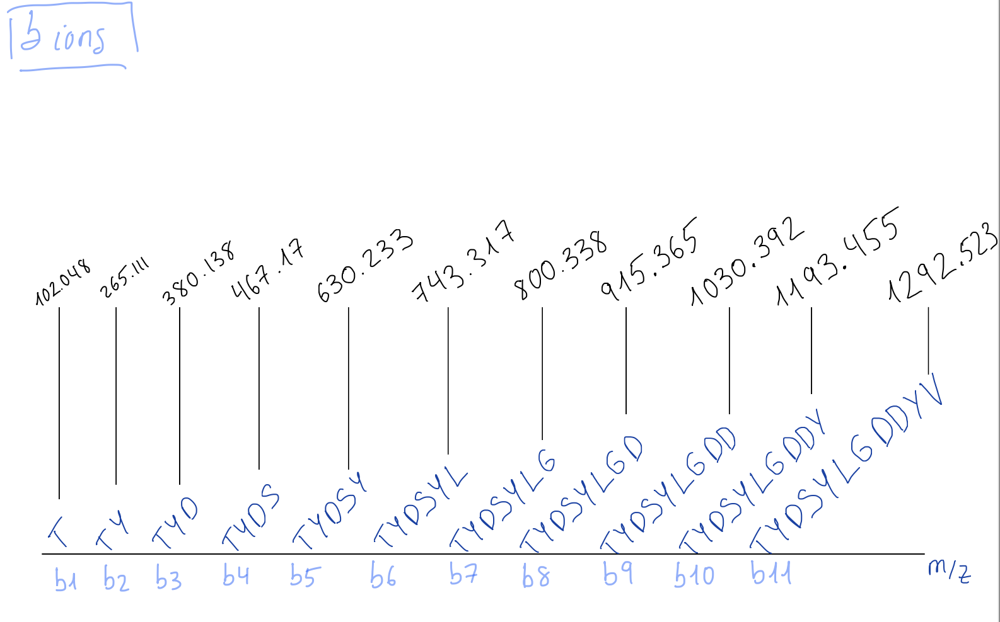 b ions
102.048 265.111 380.138 467.17 630.233 743.317 800.338 915.365 1030.392 1193.455 1292.523
T TY TYD TYDS TYDSY TYDSYL TYDSYLG TYDSYLGD TYDSYLGDD TYDSYLGDDY TYDSYLGDDYV
b1 b2 b3 b4 b5 b6 b7 b8 b9 b10 b11 m/z